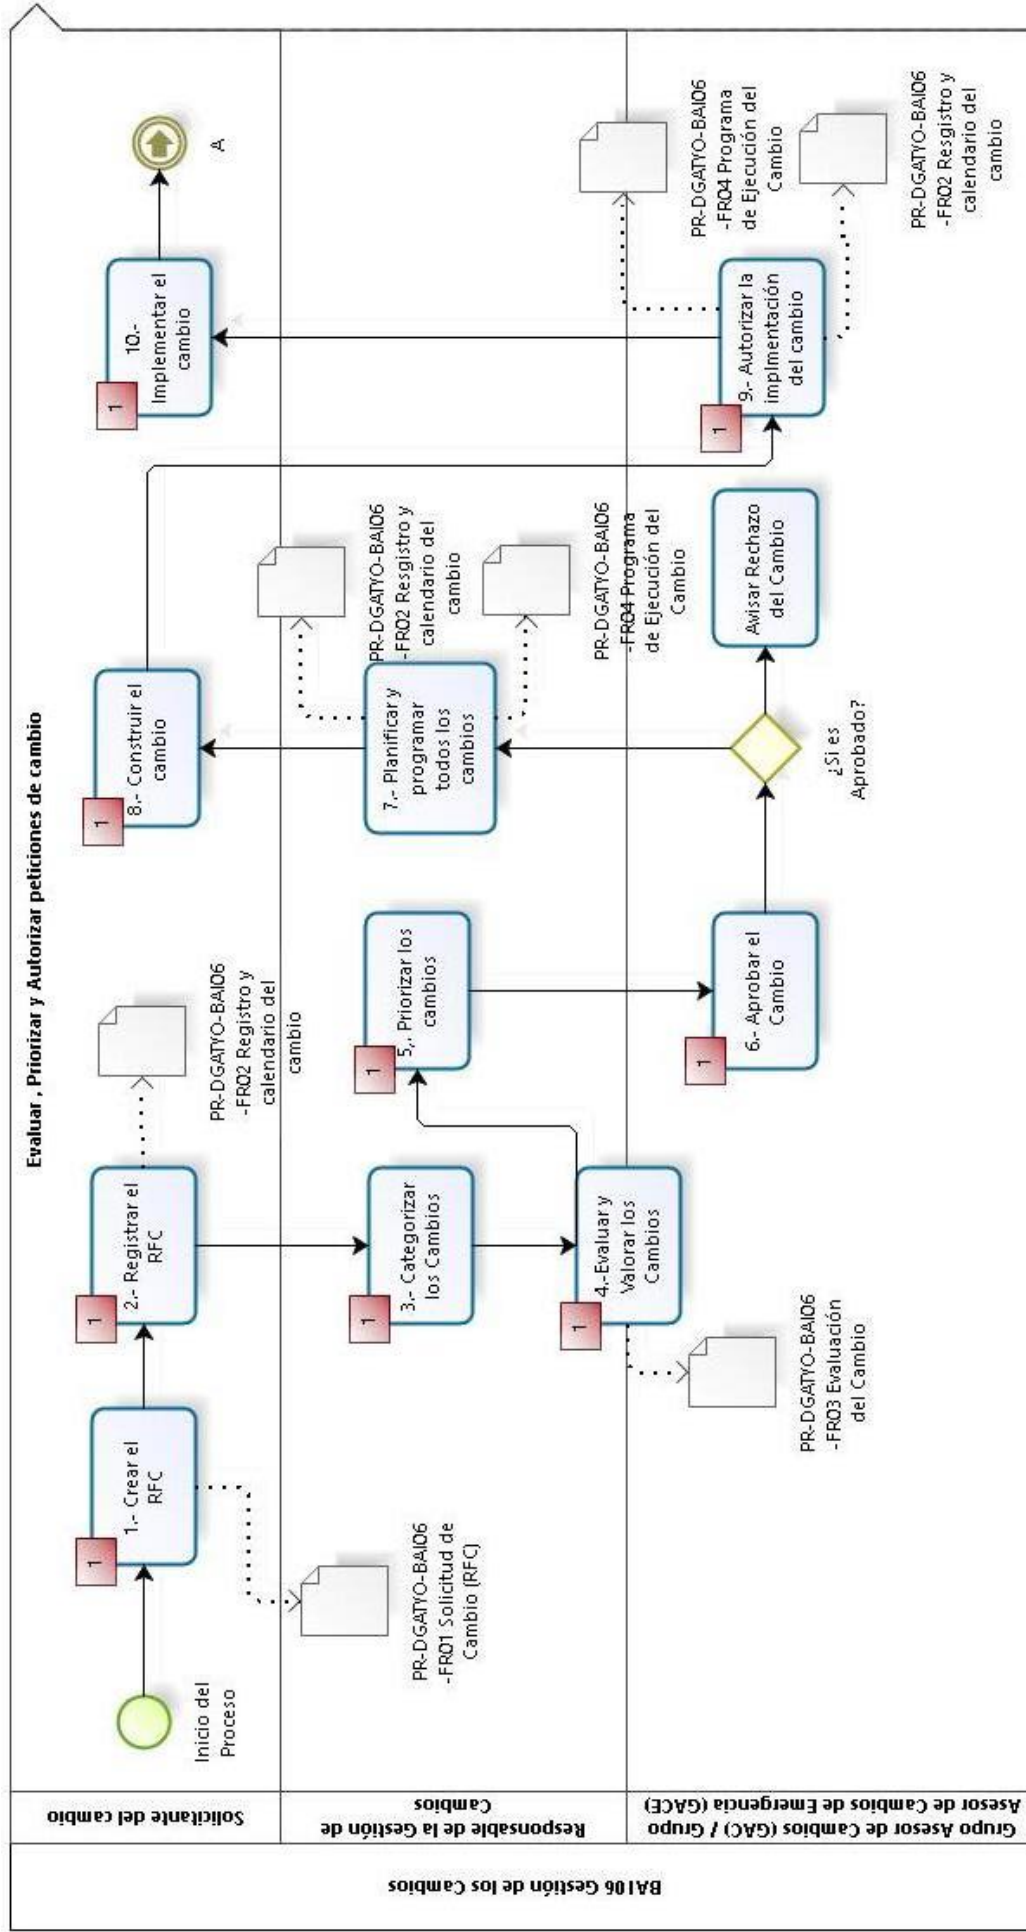 Evaluar , Priorizar y Autorizar peticiones de cambio
BAI06 Gestión de los Cambios
Solicitante del cambio
Inicio del
Proceso
1
1.- Crear el
RFC
PR-DGATYO-BAI06
-FR01 Solicitud de
Cambio (RFC)
1
2.- Registrar el
RFC
PR-DGATYO-BAI06
-FR02 Registro y
calendario del
cambio
1
8.- Construir el
cambio
1
10.-
Implementar el
cambio
A
Responsable de la Gestión de
Cambios
1
3.- Categorizar
los Cambios
1
4.-Evaluar y
Valorar los
Cambios
PR-DGATYO-BAI06
-FR03 Evaluación
del Cambio
1
5,. Priorizar los
cambios
7.- Planificar y
programar
todos los
cambios
PR-DGATYO-BAI06
-FR02 Resgistro y
calendario del
cambio
PR-DGATYO-BAI06
-FR04 Programa
de Ejecución del
Cambio
Grupo Asesor de Cambios (GAC) / Grupo
Asesor de Cambios de Emergencia (GACE)
1
6.- Aprobar el
Cambio
¿Si es
Aprobado?
Avisar Rechazo
del Cambio
1
9.- Autorizar la
implmentación
del cambio
PR-DGATYO-BAI06
-FR04 Programa
de Ejecución del
Cambio
PR-DGATYO-BAI06
-FR02 Resgistro y
calendario del
cambio